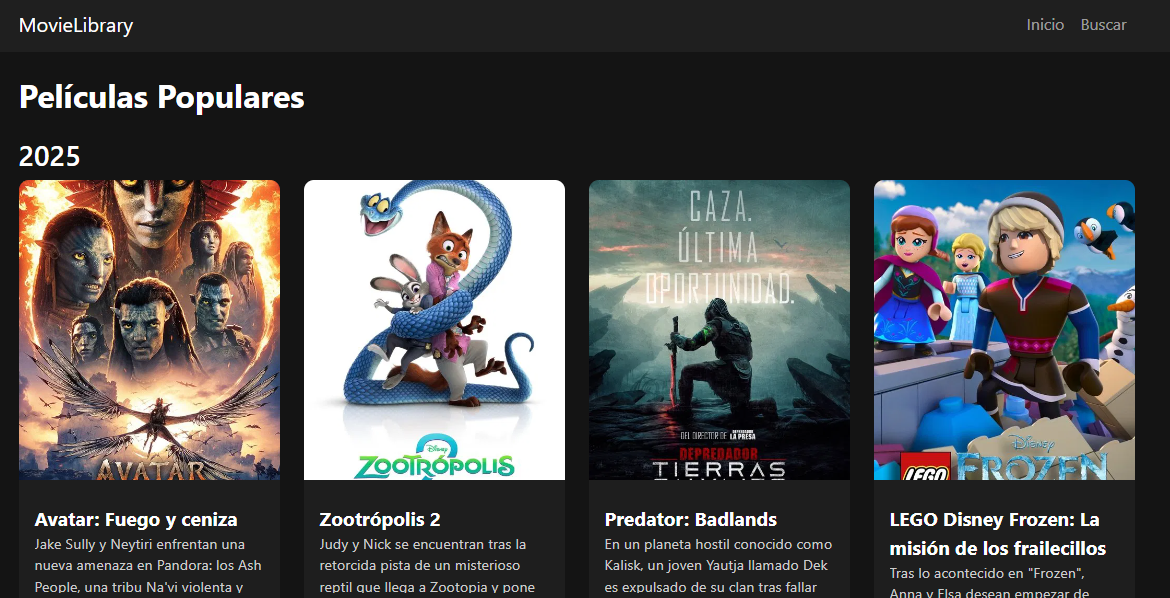 MovieLibrary
Inicio
Buscar
Películas Populares
2025
AVATAR
Disney
ZOOTRÓPOLIS
2
CAZA.
ÚLTIMA
OPORTUNIDAD.
DEL DIRECTOR DE
DEPREDADOR
LA PRESA
DEPREDADOR
TIERRAS
Disney
LEGO FROZEN
Avatar: Fuego y ceniza
Jake Sully y Neytiri enfrentan una
nueva amenaza en Pandora: los Ash
People, una tribu Na'vi violenta y
Zootrópolis 2
Judy y Nick se encuentran tras la
retorcida pista de un misterioso
reptil que llega a Zootopia y pone
Predator: Badlands
En un planeta hostil conocido como
Kalisk, un joven Yautja llamado Dek
es expulsado de su clan tras fallar
LEGO Disney Frozen: La
misión de los frailecillos
Tras lo acontecido en "Frozen",
Anna y Elsa desean empezar de